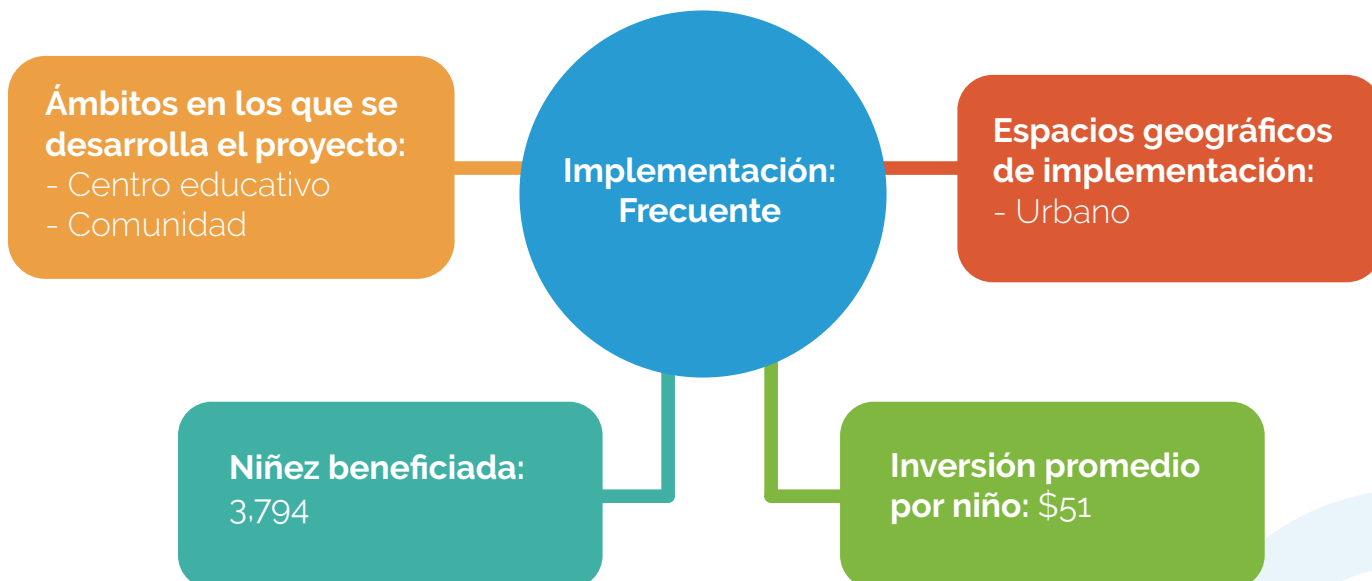 Ámbitos en los que se
desarrolla el proyecto:
- Centro educativo
- Comunidad
Implementación:
Frecuente
Espacios geográficos
de implementación:
- Urbano
Niñez beneficiada:
3,794
Inversión promedio
por niño: $51